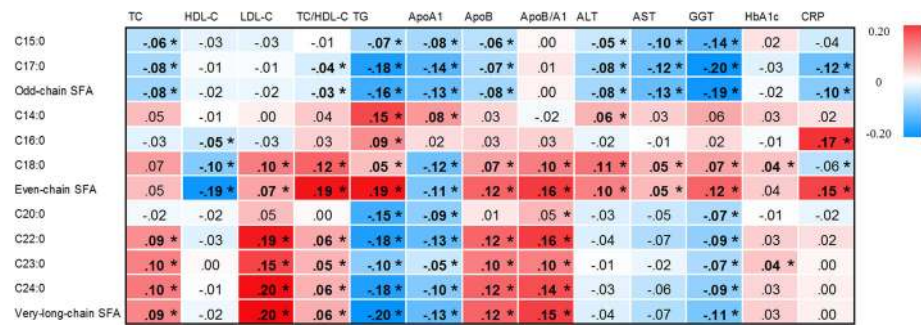 TC HDL-C LDL-C TC/HDL-C TG ApoA1 ApoB ApoB/A1 ALT AST GGT HbA1c CRP
C15:0 -.06 * -.03 -.03 -.01 -.07 * -.08 * -.06 * .00 -.05 * -.10 * -.14 * .02 -.04
C17:0 -.08 * -.01 -.01 -.04 * -.18 * -.14 * -.07 * .01 -.08 * -.12 * -.20 * -.03 -.12 *
Odd-chain SFA -.08 * -.02 -.02 -.03 * -.16 * -.13 * -.08 * .00 -.08 * -.13 * -.19 * -.02 -.10 *
C14:0 .05 -.01 .00 .04 .15 * .08 * .03 -.02 .06 * .03 .06 .03 .02
C16:0 -.03 -.05 * -.03 .03 .09 * .02 .03 .03 -.02 -.01 .02 -.01 .17 *
C18:0 .07 -.10 * .10 * .12 * .05 * -.12 * .07 * .10 * .11 * .05 * .07 * .04 * -.06 *
Even-chain SFA .05 -.19 * .07 * .19 * .19 * -.11 * .12 * .16 * .10 * .05 * .12 * .04 .15 *
C20:0 -.02 -.02 .05 .00 -.15 * -.09 * .01 .05 * -.03 -.05 -.07 * -.01 -.02
C22:0 .09 * -.03 .19 * .06 * -.18 * -.13 * .12 * .16 * -.04 -.07 -.09 * .03 .02
C23:0 .10 * .00 .15 * .05 * -.10 * -.05 * .10 * .10 * -.01 -.02 -.07 * .04 * .00
C24:0 .10 * -.01 .20 * .06 * -.18 * -.10 * .12 * .14 * -.03 -.06 -.09 * .03 .00
Very-long-chain SFA .09 * -.02 .20 * .06 * -.20 * -.13 * .12 * .15 * -.04 -.07 -.11 * .03 .00
0.20
0
-0.20